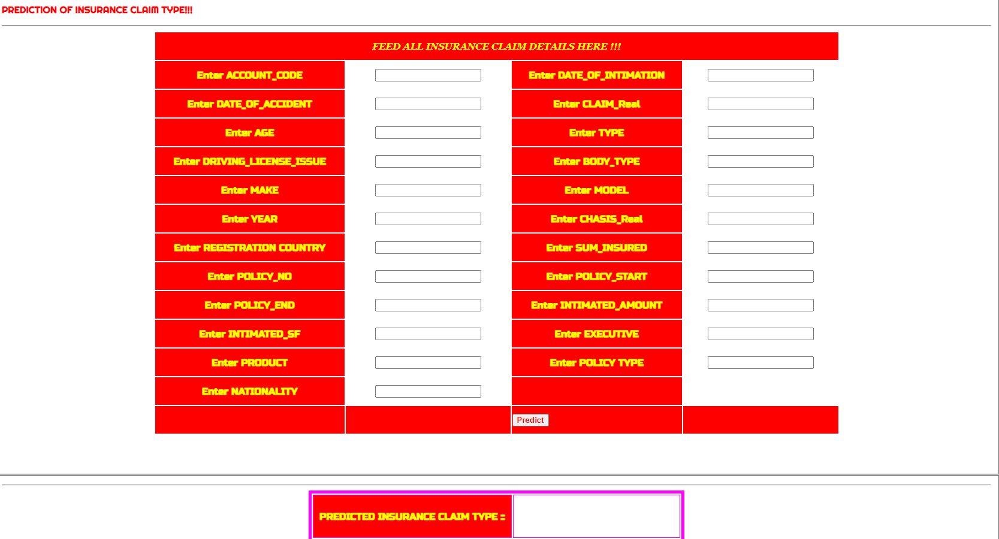 PREDICTION OF INSURANCE CLAIM TYPE!!!
FEED ALL INSURANCE CLAIM DETAILS HERE !!!
Enter ACCOUNT_CODE
Enter DATE_OF_INTIMATION
Enter DATE_OF_ACCIDENT
Enter CLAIM_Real
Enter AGE
Enter TYPE
Enter DRIVING_LICENSE_ISSUE
Enter BODY_TYPE
Enter MAKE
Enter MODEL
Enter YEAR
Enter CHASIS_Real
Enter REGISTRATION COUNTRY
Enter SUM_INSURED
Enter POLICY_NO
Enter POLICY_START
Enter POLICY_END
Enter INTIMATED_AMOUNT
Enter INTIMATED_SF
Enter EXECUTIVE
Enter PRODUCT
Enter POLICY TYPE
Enter NATIONALITY
Predict
PREDICTED INSURANCE CLAIM TYPE ::